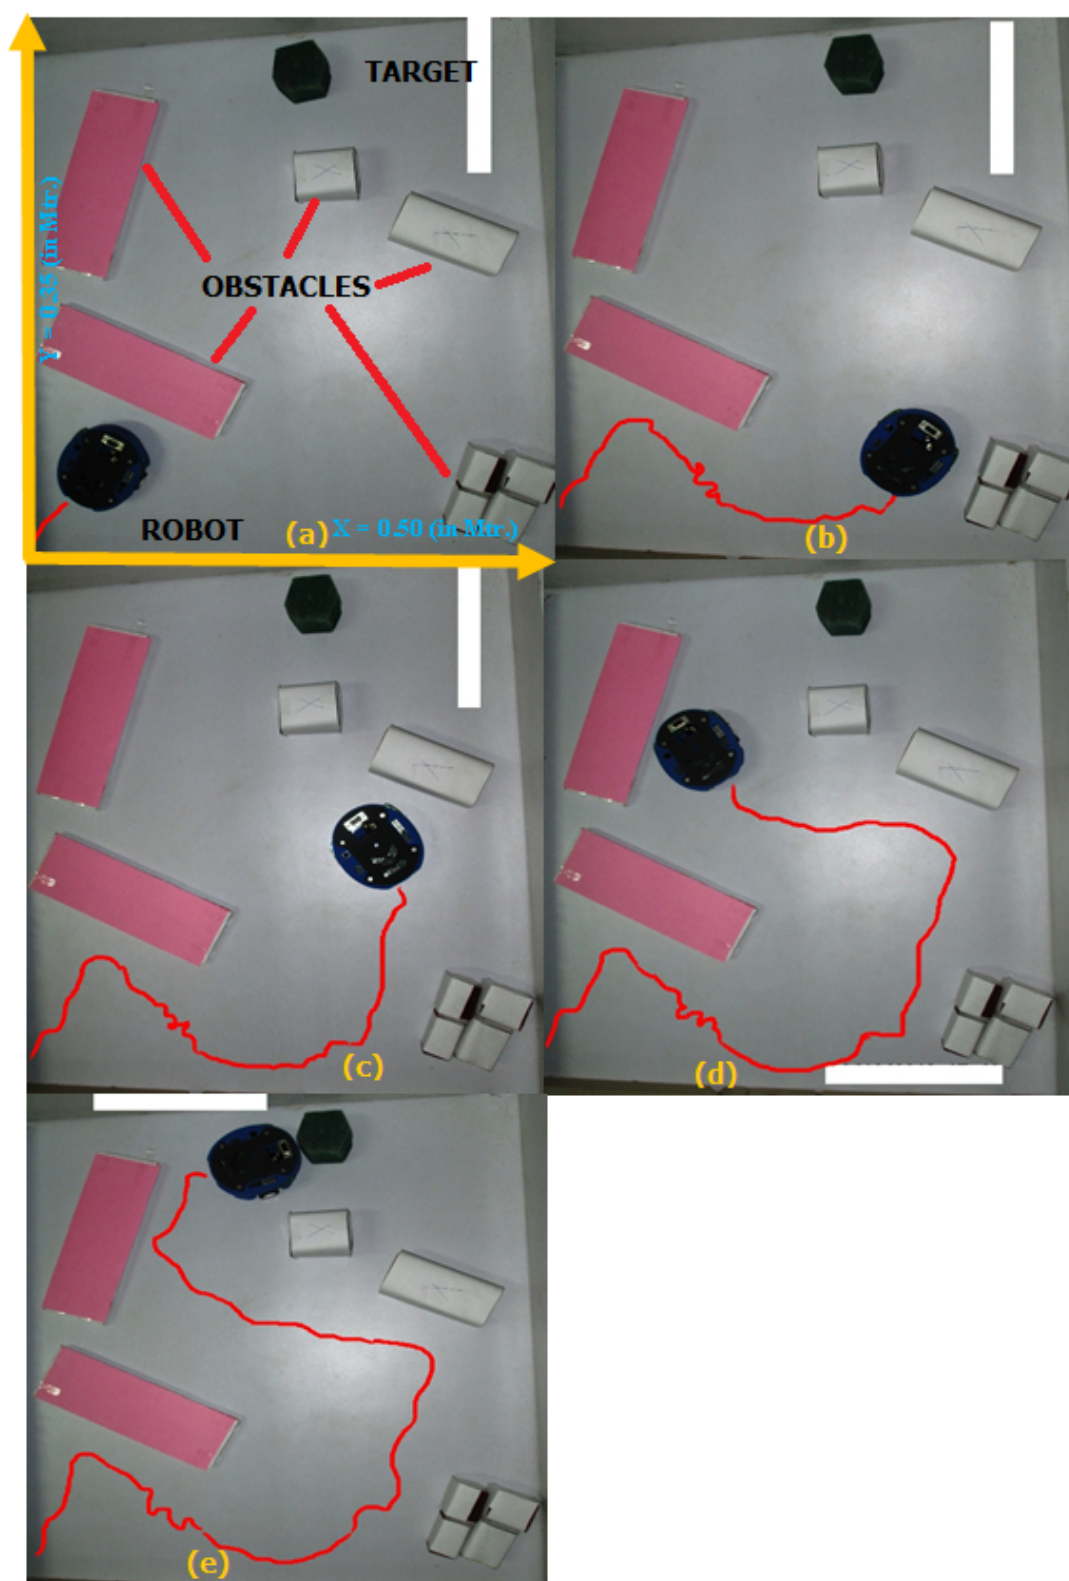 TARGET
Y = 0.35 (in Mtr.)
OBSTACLES
ROBOT
(a)
X = 0.50 (in Mtr.)
(b)
(c)
(d)
(e)